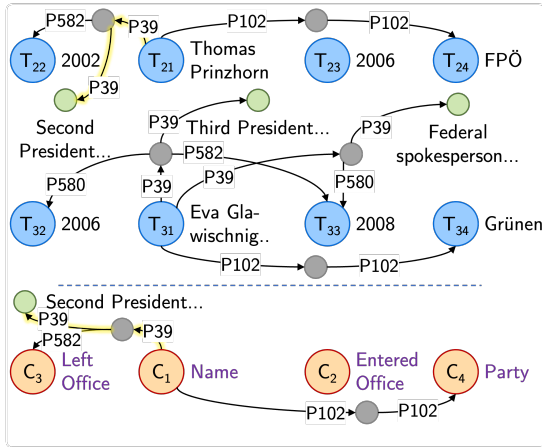 P582
P39
P102
P102
T22 2002
T21 Thomas
Prinzhorn
T23 2006
T24 FPÖ
P39
Second
President...
P39
Third President...
P39
Federal
spokesperson...
P582
P39
P580
P39
P580
T32 2006
T31 Eva Gla-
wischnig..
T33 2008
T34 Grünen
P102
P102
Second President...
P39
P39
P582
C3 Left
Office
C1 Name
C2 Entered
Office
C4 Party
P102
P102